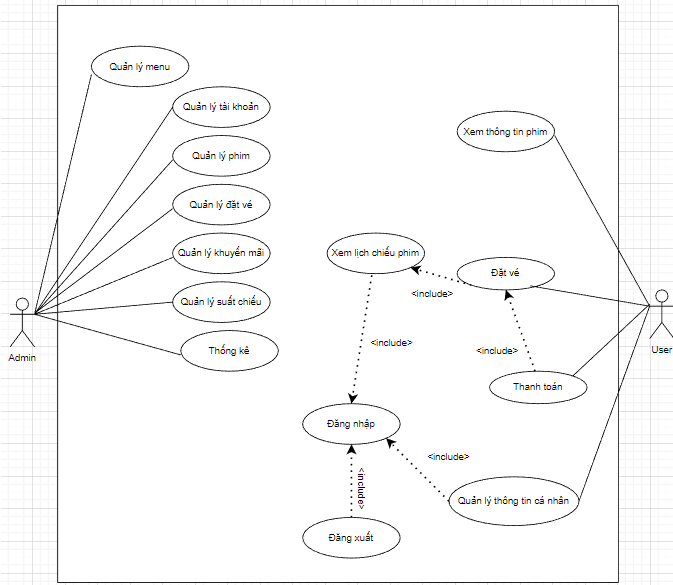 Quản lý menu
Quản lý tải khoản
Xem thông tin phim
Quản lý phim
Quản lý đặt vé
Quản lý khuyến mãi
Xem lịch chiếu phim
Đặt vé
<include>
Quản lý suất chiếu
Admin
User
<include>
<include>
Thống kê
Thanh toán
Đăng nhập
<include>
<include>
Quản lý thông tin cá nhân
Đăng xuất